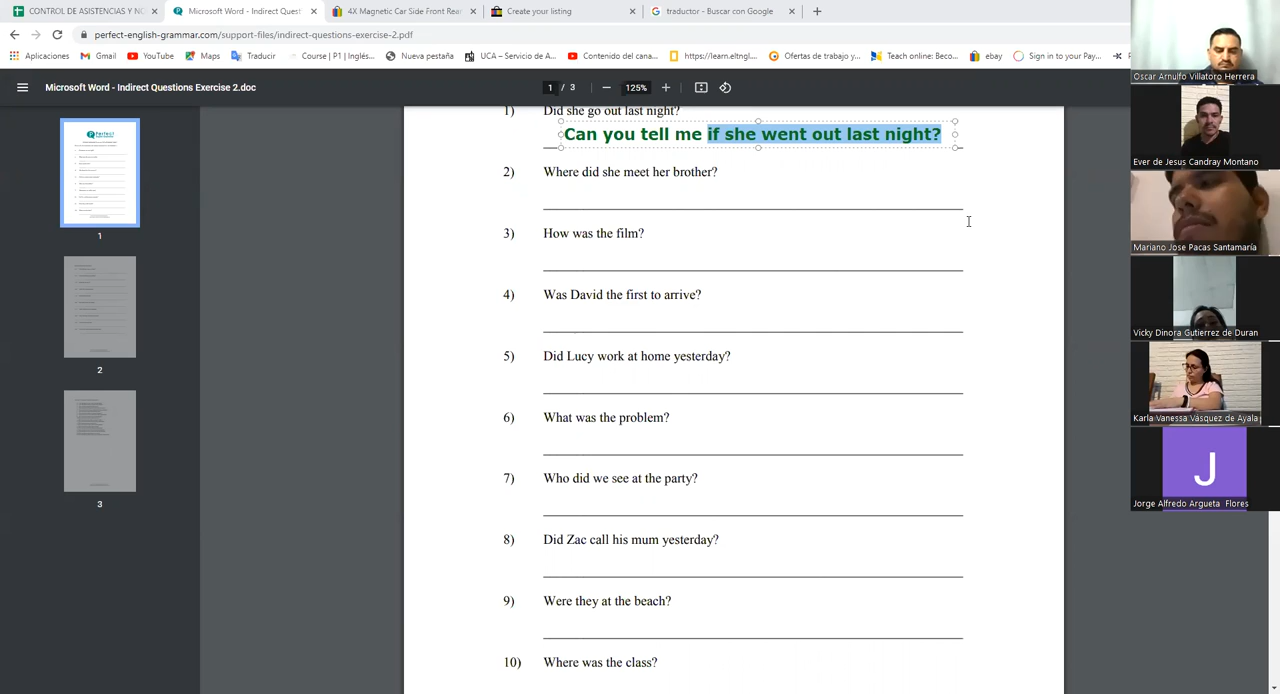 CONTROL DE ASISTENCIAS Y NO
Microsoft Word - Indirect Quest
4X Magnetic Car Side Front Rear
Create your listing
traductor - Buscar con Google
perfect-english-grammar.com/support-files/indirect-questions-exercise-2.pdf
Aplicaciones
Gmail
YouTube
Maps
Traducir
Course | P1 | Inglés...
Nueva pestaña
UCA – Servicio de A...
Contenido del cana...
https://recur.eltngl...
Ofertas de trabajo y...
Teach online: Beco...
ebay
Sign in to your Pay...
Microsoft Word - Indirect Questions Exercise 2.doc
1 / 3
125%
1) Did she go out last night?
Can you tell me if she went out last night?
2) Where did she meet her brother?
3) How was the film?
4) Was David the first to arrive?
5) Did Lucy work at home yesterday?
6) What was the problem?
7) Who did we see at the party?
8) Did Zac call his mum yesterday?
9) Were they at the beach?
10) Where was the class?
1
2
3
Oscar Arnulfo Villatoro Herrera
Ever de Jesus Candray Montano
Mariano Jose Pacas Santamaría
Vicky Dinora Gutierrez de Duran
Karla Vanessa Vásquez de Ayala
J
Jorge Alfredo Argueta Flores